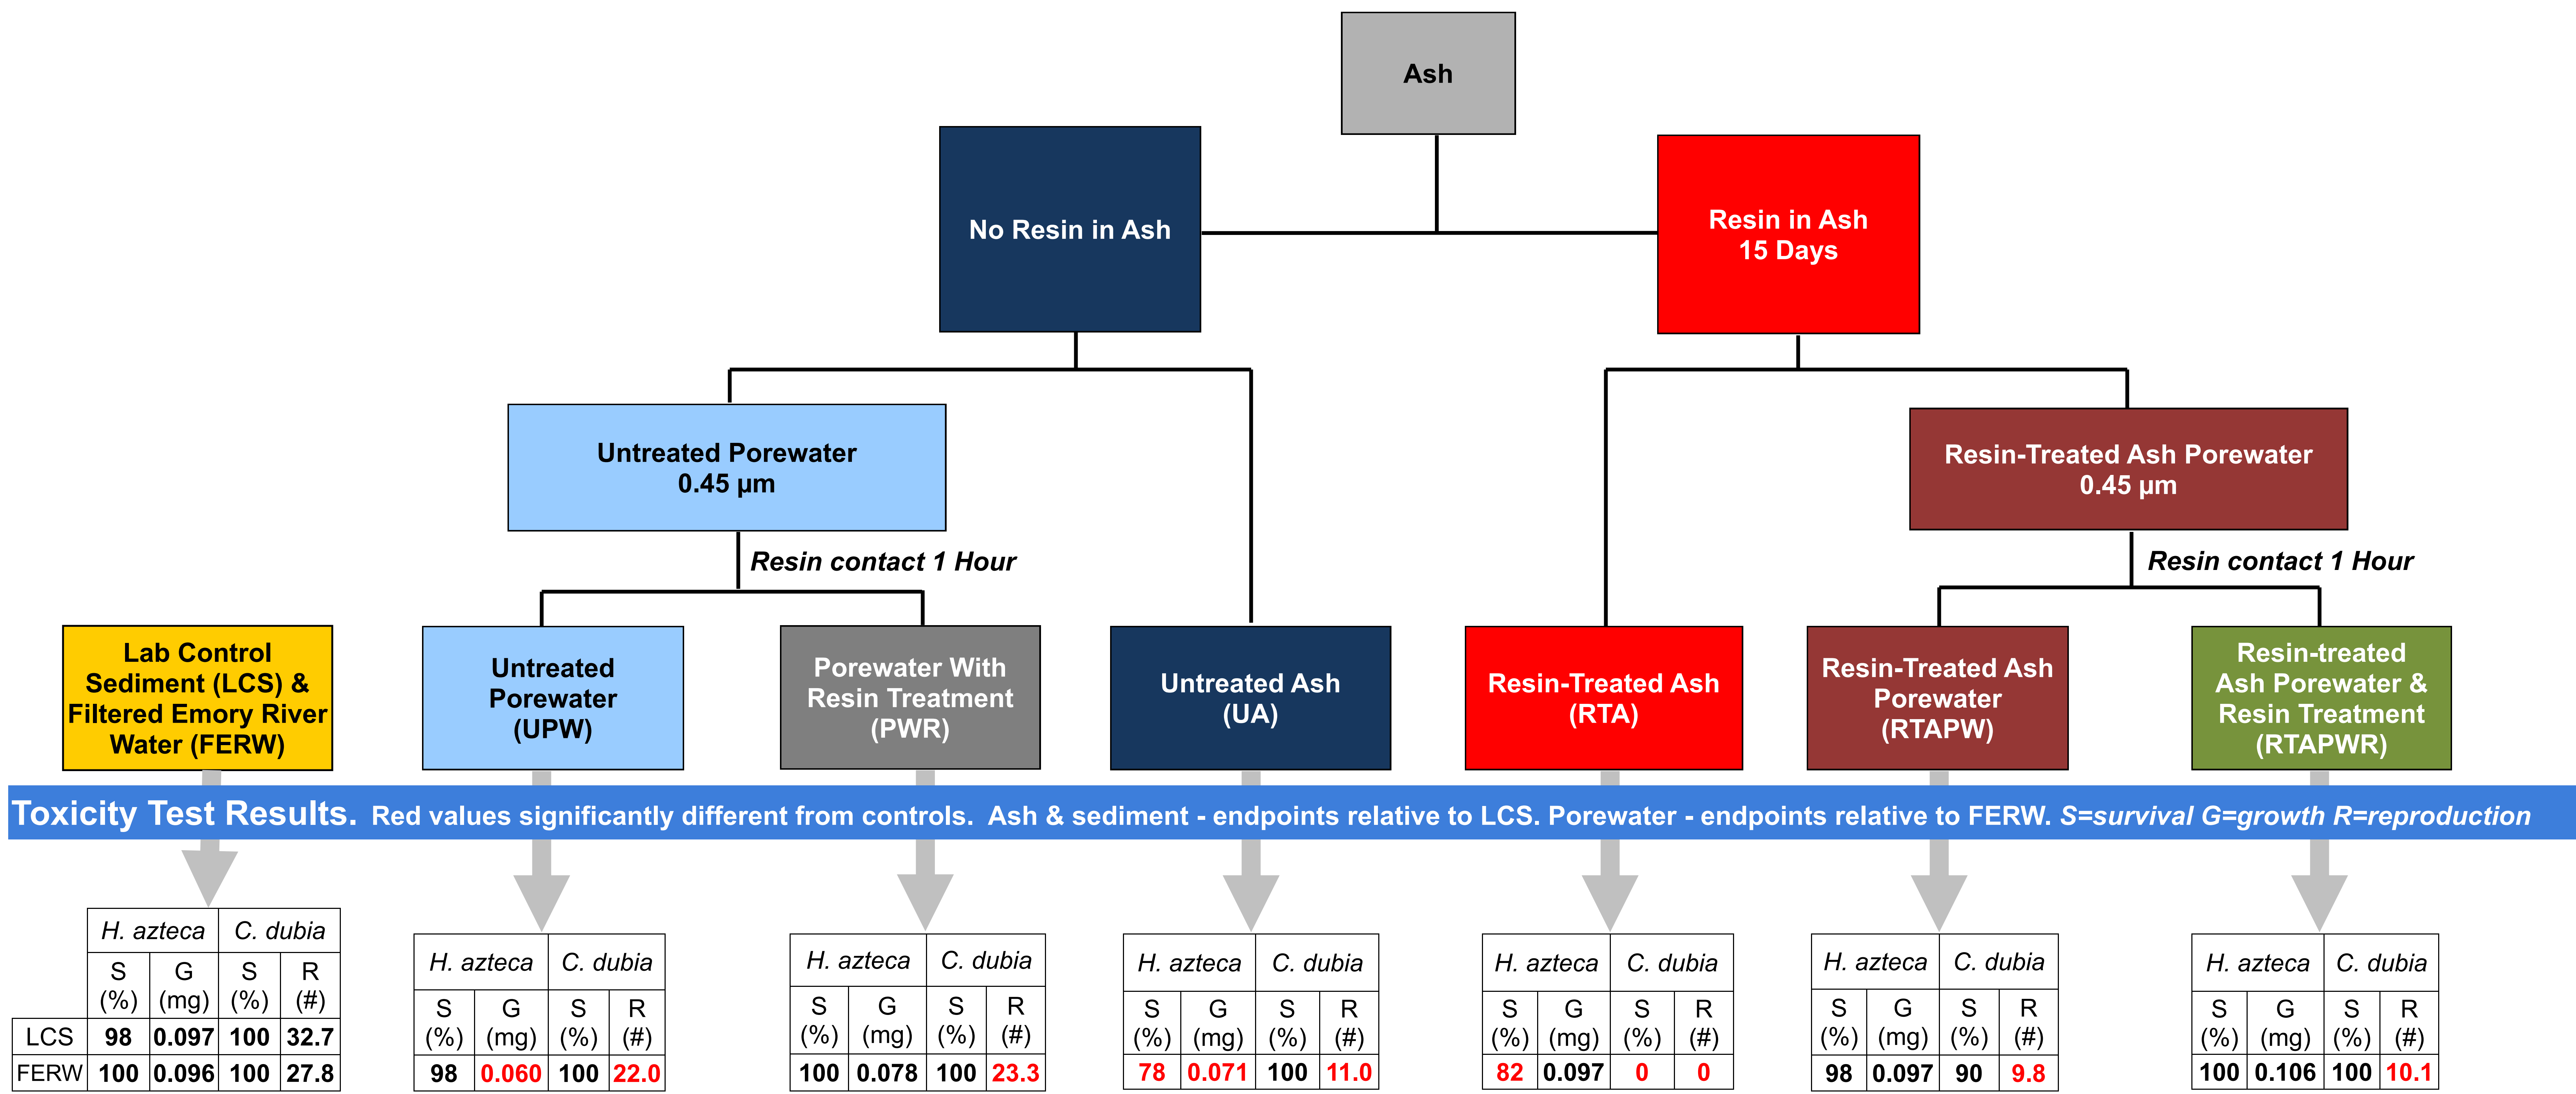 Ash
No Resin in Ash
Resin in Ash
15 Days
Untreated Porewater
0.45 µm
Resin-Treated Ash Porewater
0.45 µm
Resin contact 1 Hour
Resin contact 1 Hour
Lab Control
Sediment (LCS) &
Filtered Emory River
Water (FERW)
Untreated
Porewater
(UPW)
Porewater With
Resin Treatment
(PWR)
Untreated Ash
(UA)
Resin-Treated Ash
(RTA)
Resin-Treated Ash
Porewater
(RTAPW)
Resin-treated
Ash Porewater &
Resin Treatment
(RTAPWR)
Toxicity Test Results. Red values significantly different from controls. Ash & sediment - endpoints relative to LCS. Porewater - endpoints relative to FERW. S=survival G=growth R=reproduction
H. azteca C. dubia
S (%) G (mg) S (%) R (#)
LCS 98 0.097 100 32.7
FERW 100 0.096 100 27.8
H. azteca C. dubia
S (%) G (mg) S (%) R (#)
98 0.060 100 22.0
H. azteca C. dubia
S (%) G (mg) S (%) R (#)
100 0.078 100 23.3
H. azteca C. dubia
S (%) G (mg) S (%) R (#)
78 0.071 100 11.0
H. azteca C. dubia
S (%) G (mg) S (%) R (#)
82 0.097 0 0
H. azteca C. dubia
S (%) G (mg) S (%) R (#)
98 0.097 90 9.8
H. azteca C. dubia
S (%) G (mg) S (%) R (#)
100 0.106 100 10.1